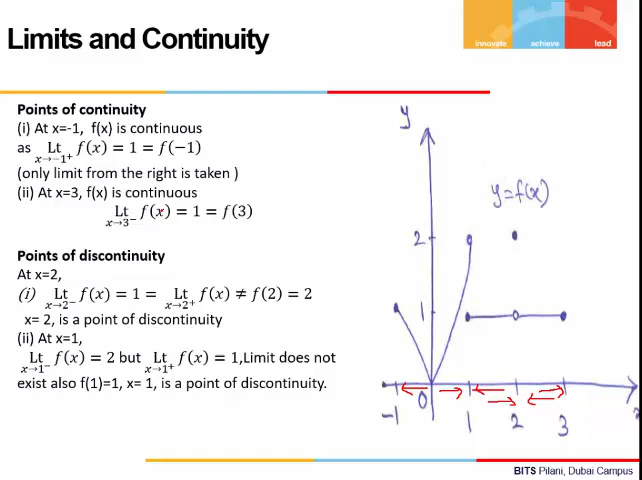 innovate achieve lead
Limits and Continuity
Points of continuity
(i) At x=-1, f(x) is continuous
as Lt x→−1⁺ f(x) = 1 = f(−1)
(only limit from the right is taken )
(ii) At x=3, f(x) is continuous
Lt x→3⁻ f(x) = 1 = f(3)
Points of discontinuity
At x=2,
(i) Lt x→2⁻ f(x) = 1 = Lt x→2⁺ f(x) ≠ f(2) = 2
x= 2, is a point of discontinuity
(ii) At x=1,
Lt x→1⁻ f(x) = 2 but Lt x→1⁺ f(x) = 1,Limit does not
exist also f(1)=1, x= 1, is a point of discontinuity.
y
y=f(x)
2
1
-1 0 1 2 3
BITS Pilani, Dubai Campus